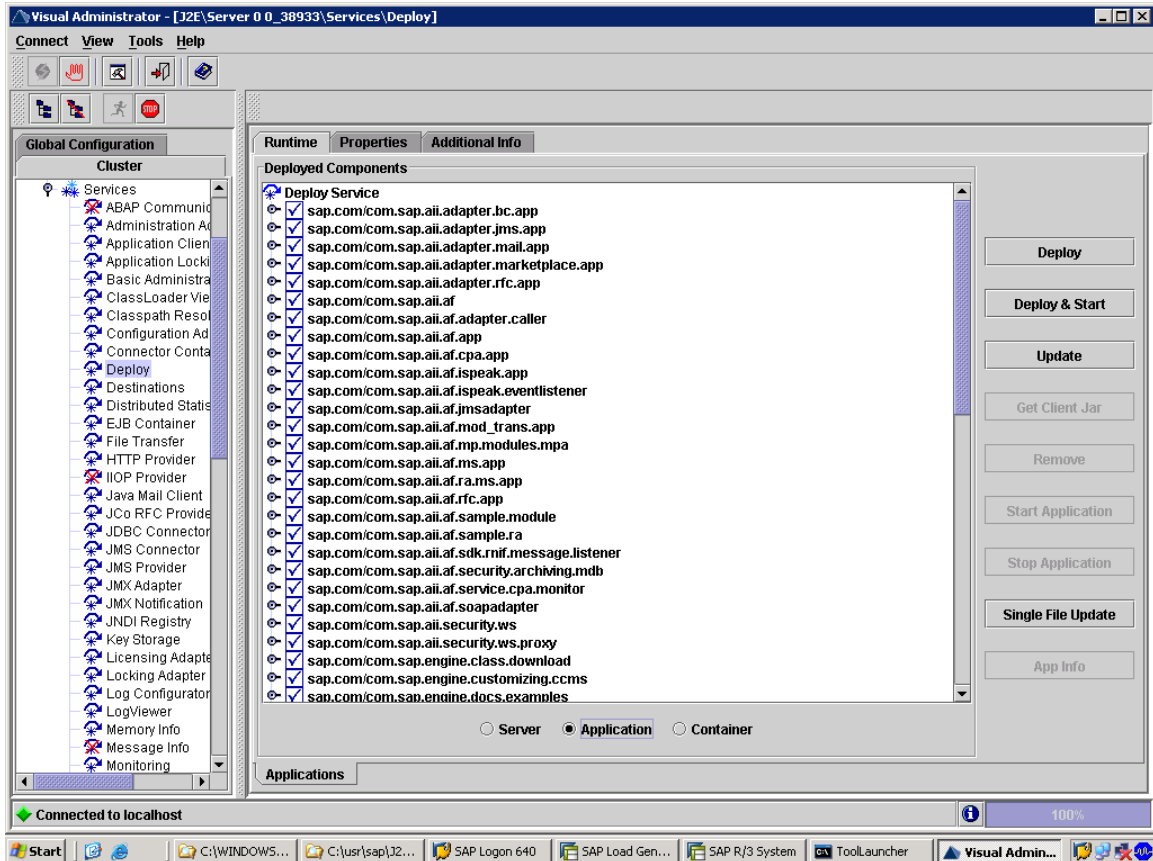 Visual Administrator - [J2E\Server 0 0_38933\Services\Deploy]
Connect View Tools Help
STOP
Global Configuration
Cluster
Services
ABAP Communic
Administration Ad
Application Clien
Application Locki
Basic Administra
ClassLoader Vie
Classpath Resol
Configuration Ad
Connector Conta
Deploy
Destinations
Distributed Statis
EJB Container
File Transfer
HTTP Provider
IIOP Provider
Java Mail Client
JCo RFC Provide
JDBC Connector
JMS Connector
JMS Provider
JMX Adapter
JMX Notification
JNDI Registry
Key Storage
Licensing Adapte
Locking Adapter
Log Configurator
LogViewer
Memory Info
Message Info
Monitoring
Runtime Properties Additional Info
Deployed Components
Deploy Service
sap.com/com.sap.aii.adapter.bc.app
sap.com/com.sap.aii.adapter.jms.app
sap.com/com.sap.aii.adapter.mail.app
sap.com/com.sap.aii.adapter.marketplace.app
sap.com/com.sap.aii.adapter.rfc.app
sap.com/com.sap.aii.af
sap.com/com.sap.aii.af.adapter.caller
sap.com/com.sap.aii.af.app
sap.com/com.sap.aii.af.cpa.app
sap.com/com.sap.aii.af.ispeak.app
sap.com/com.sap.aii.af.ispeak.eventlistener
sap.com/com.sap.aii.af.jmsadapter
sap.com/com.sap.aii.af.mod_trans.app
sap.com/com.sap.aii.af.mp.modules.mpa
sap.com/com.sap.aii.af.ms.app
sap.com/com.sap.aii.af.ra.ms.app
sap.com/com.sap.aii.af.rfc.app
sap.com/com.sap.aii.af.sample.module
sap.com/com.sap.aii.af.sample.ra
sap.com/com.sap.aii.af.sdk.rnif.message.listener
sap.com/com.sap.aii.af.security.archiving.mdb
sap.com/com.sap.aii.af.service.cpa.monitor
sap.com/com.sap.aii.af.soapadapter
sap.com/com.sap.aii.security.ws
sap.com/com.sap.aii.security.ws.proxy
sap.com/com.sap.engine.class.download
sap.com/com.sap.engine.customizing.ccms
sap.com/com.sap.engine.docs.examples
Server Application Container
Applications
Deploy
Deploy & Start
Update
Get Client Jar
Remove
Start Application
Stop Application
Single File Update
App Info
Connected to localhost
100%
Start C:\WINDOWS... C:\usr\sap\J2... SAP Logon 640 SAP Load Gen... SAP R/3 System ToolLauncher Visual Admin...